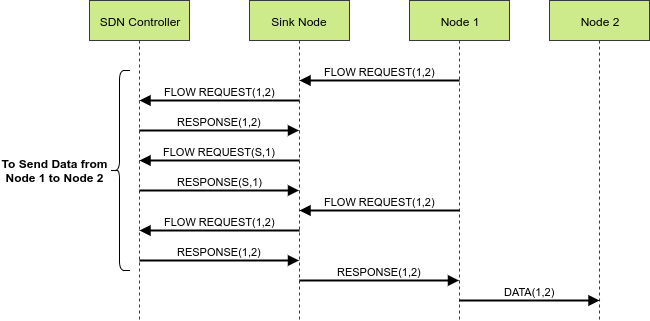 SDN Controller
Sink Node
Node 1
Node 2
FLOW REQUEST(1,2)
FLOW REQUEST(1,2)
RESPONSE(1,2)
FLOW REQUEST(S,1)
To Send Data from
Node 1 to Node 2
RESPONSE(S,1)
FLOW REQUEST(1,2)
FLOW REQUEST(1,2)
RESPONSE(1,2)
RESPONSE(1,2)
DATA(1,2)